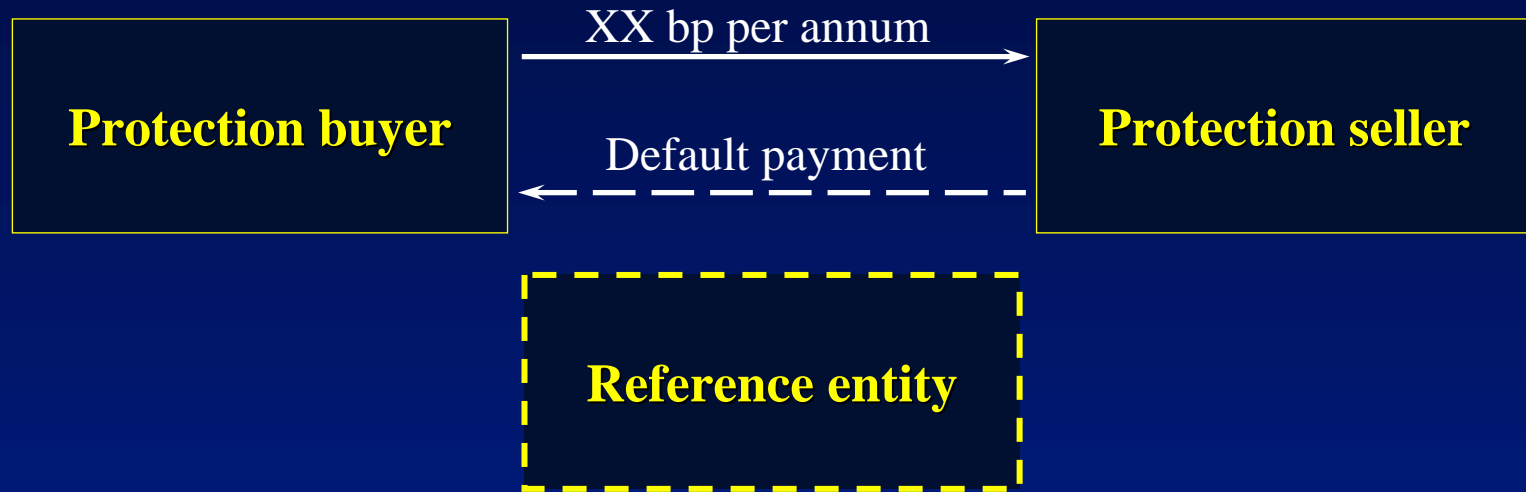 XX bp per annum
Protection buyer
Protection seller
Default payment
Reference entity